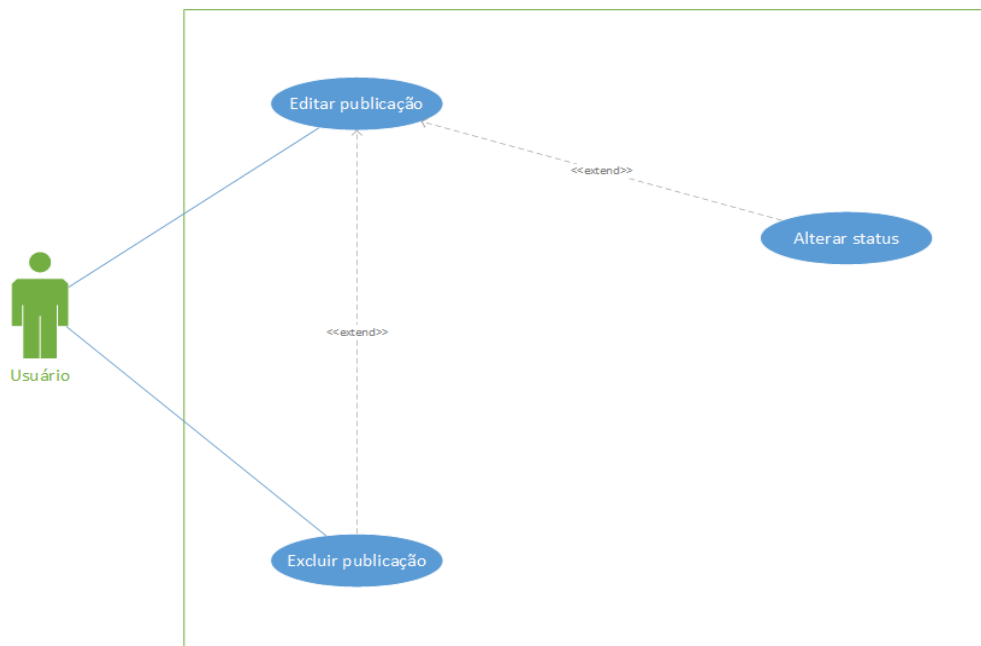 Editar publicação
<<extend>>
Alterar status
<<extend>>
Usuário
Excluir publicação